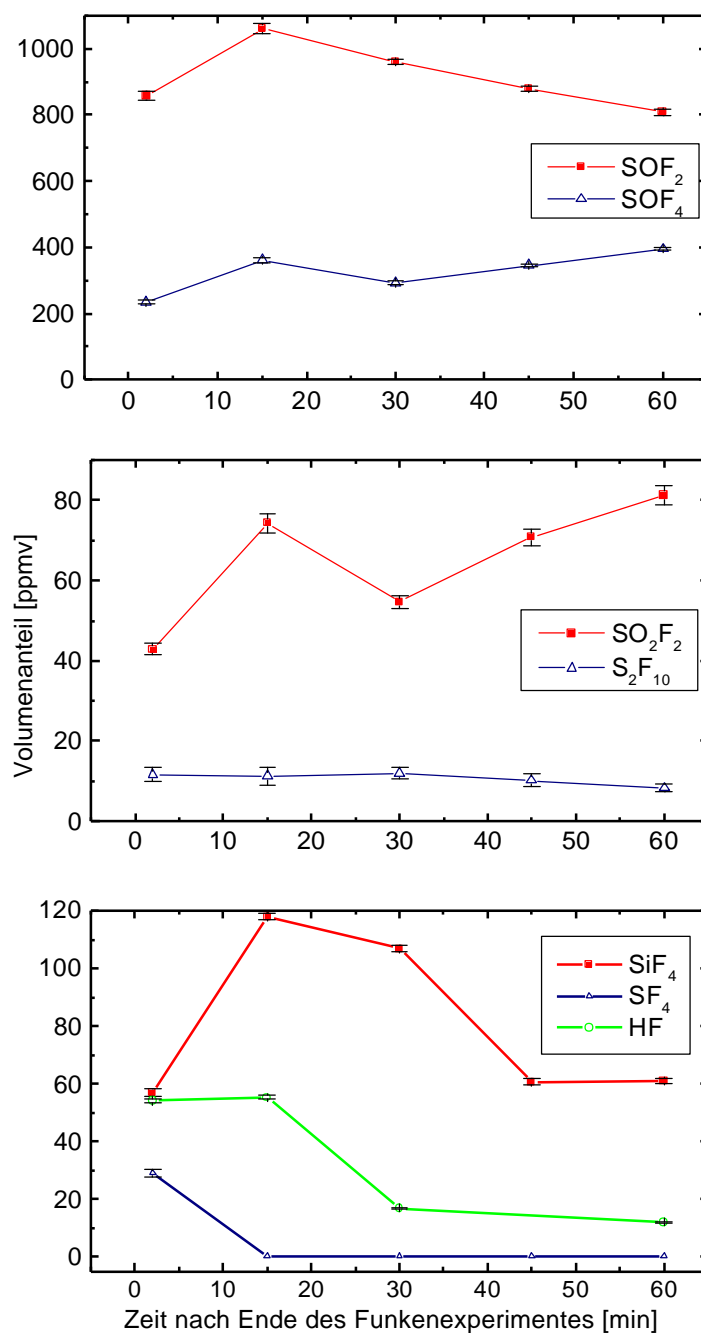 1000
800
600
400
200
0
SOF₂
SOF₄
0 10 20 30 40 50 60
Volumenanteil [ppmv]
80
60
40
20
0
SO₂F₂
S₂F₁₀
0 10 20 30 40 50 60
120
100
80
60
40
20
0
SiF₄
SF₄
HF
0 10 20 30 40 50 60
Zeit nach Ende des Funkenexperimentes [min]